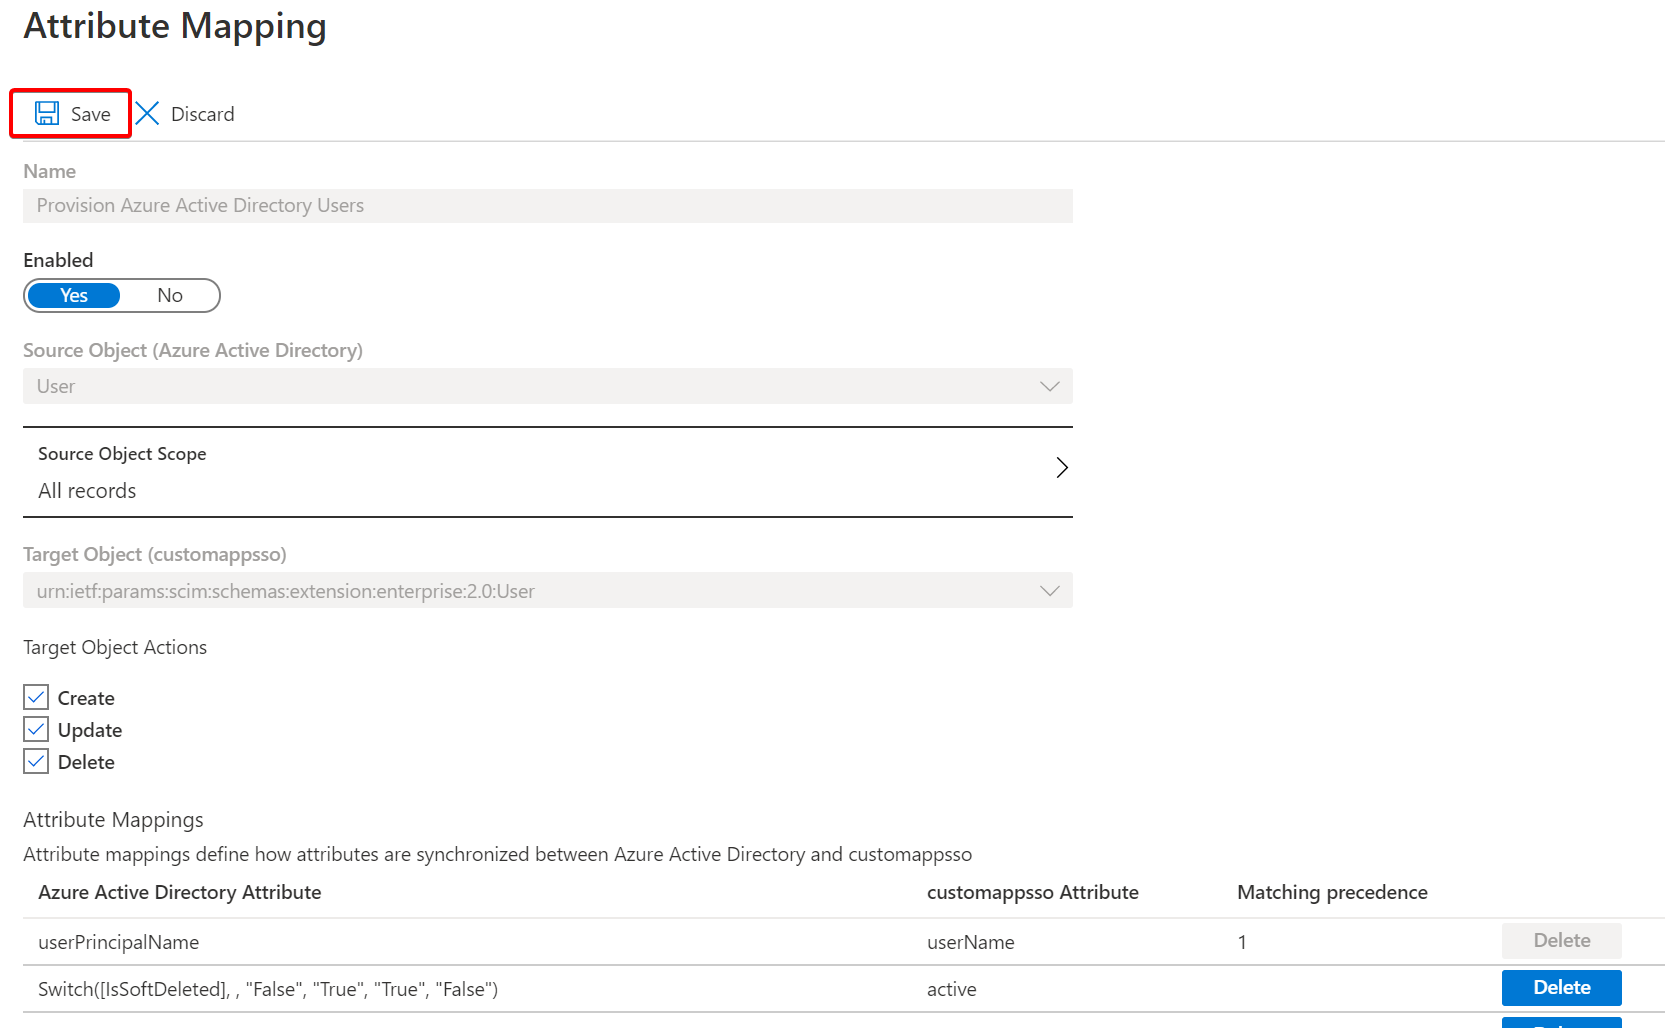 Attribute Mapping
Save Discard
Name
Provision Azure Active Directory Users
Enabled
Yes No
Source Object (Azure Active Directory)
User
Source Object Scope
All records
Target Object (customappsso)
urn:ietf:params:scim:schemas:extension:enterprise:2.0:User
Target Object Actions
Create
Update
Delete
Attribute Mappings
Attribute mappings define how attributes are synchronized between Azure Active Directory and customappsso
Azure Active Directory Attribute customappsso Attribute Matching precedence
userPrincipalName userName 1 Delete
Switch([IsSoftDeleted], , "False", "True", "True", "False") active Delete